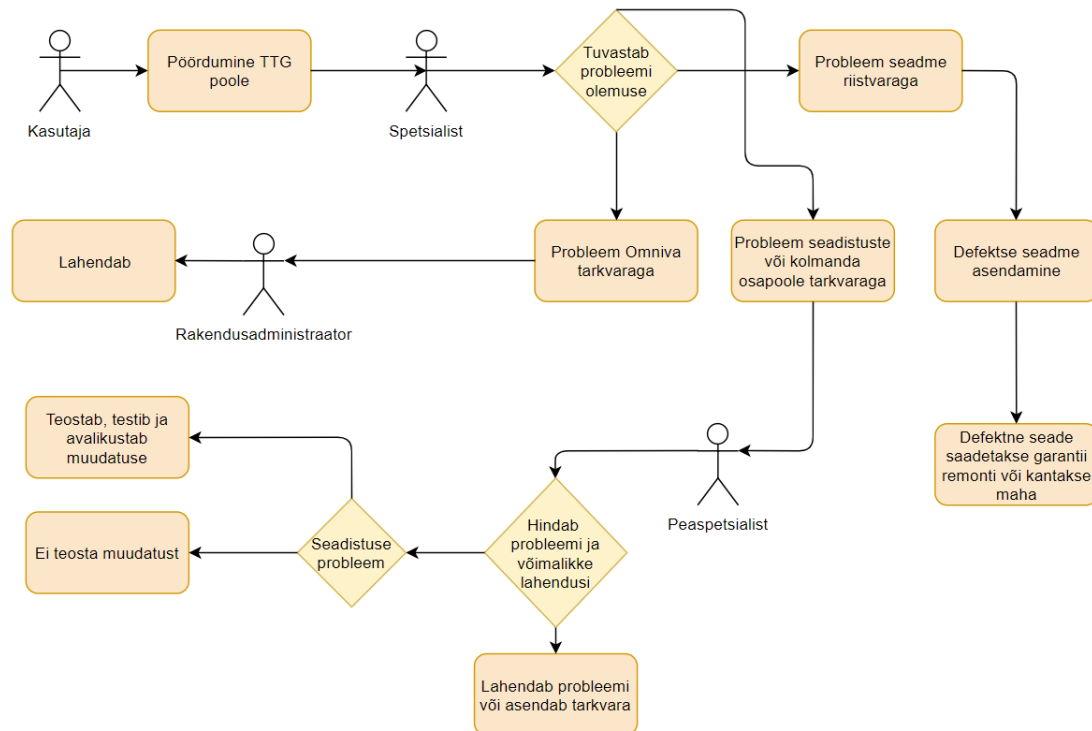 Kasutaja
Pöördumine TTG
poole
Spetsialist
Tuvastab
probleemi
olemuse
Probleem seadme
riistvaraga
Lahendab
Rakendusadministraator
Probleem Omniva
tarkvaraga
Probleem seadistuste
või kolmanda
osapoole tarkvaraga
Defektse seadme
asendamine
Teostab, testib ja
avalikustab
muudatuse
Peaspetsialist
Defektne seade
saadetakse garantii
remonti või kantakse
maha
Ei teosta muudatust
Seadistuse
probleem
Hindab
probleemi ja
võimalikke
lahendusi
Lahendab probleemi
või asendab tarkvara